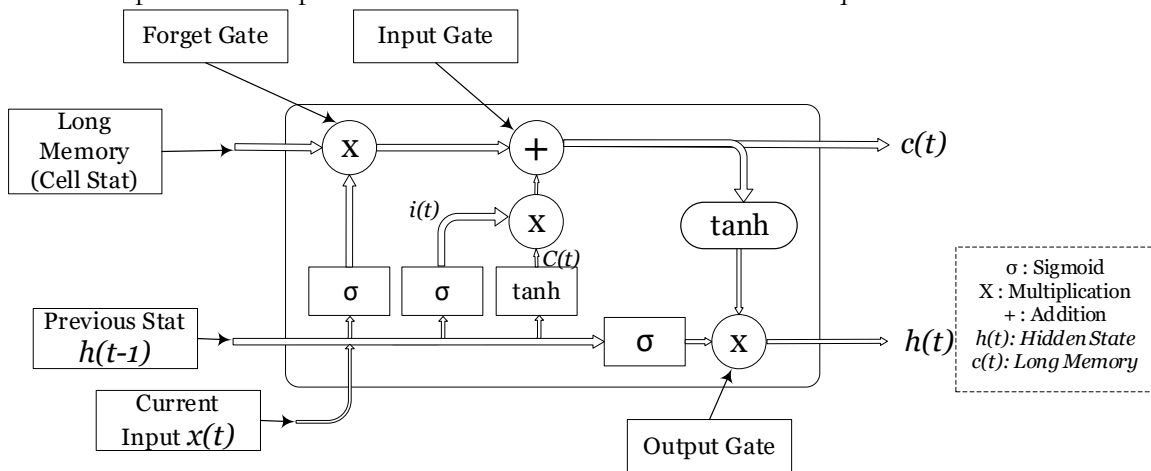 Forget Gate
Input Gate
Long
Memory
(Cell Stat)
X
+
c(t)
i(t)
X
tanh
C(t)
σ
σ
tanh
Previous Stat
h(t-1)
σ
X
h(t)
σ : Sigmoid
X : Multiplication
+ : Addition
h(t): Hidden State
c(t): Long Memory
Current
Input x(t)
Output Gate